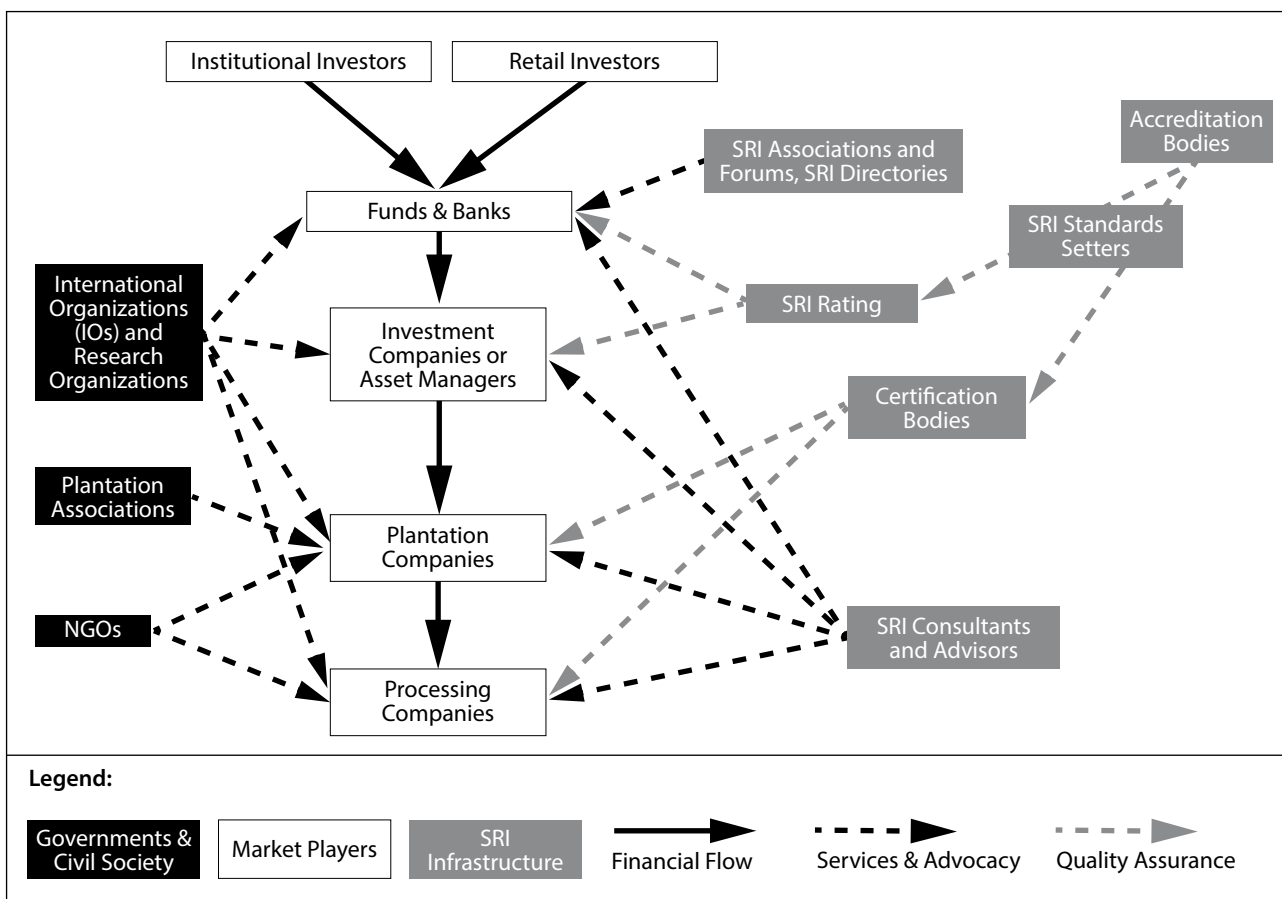 Institutional Investors
Retail Investors
Accreditation
Bodies
SRI Associations and
Forums, SRI Directories
Funds & Banks
SRI Standards
Setters
International
Organizations
(IOs) and
Research
Organizations
SRI Rating
Investment
Companies or
Asset Managers
Certification
Bodies
Plantation
Associations
Plantation
Companies
NGOs
SRI Consultants
and Advisors
Processing
Companies
Legend:
Governments &
Civil Society
Market Players
SRI
Infrastructure
Financial Flow
Services & Advocacy
Quality Assurance